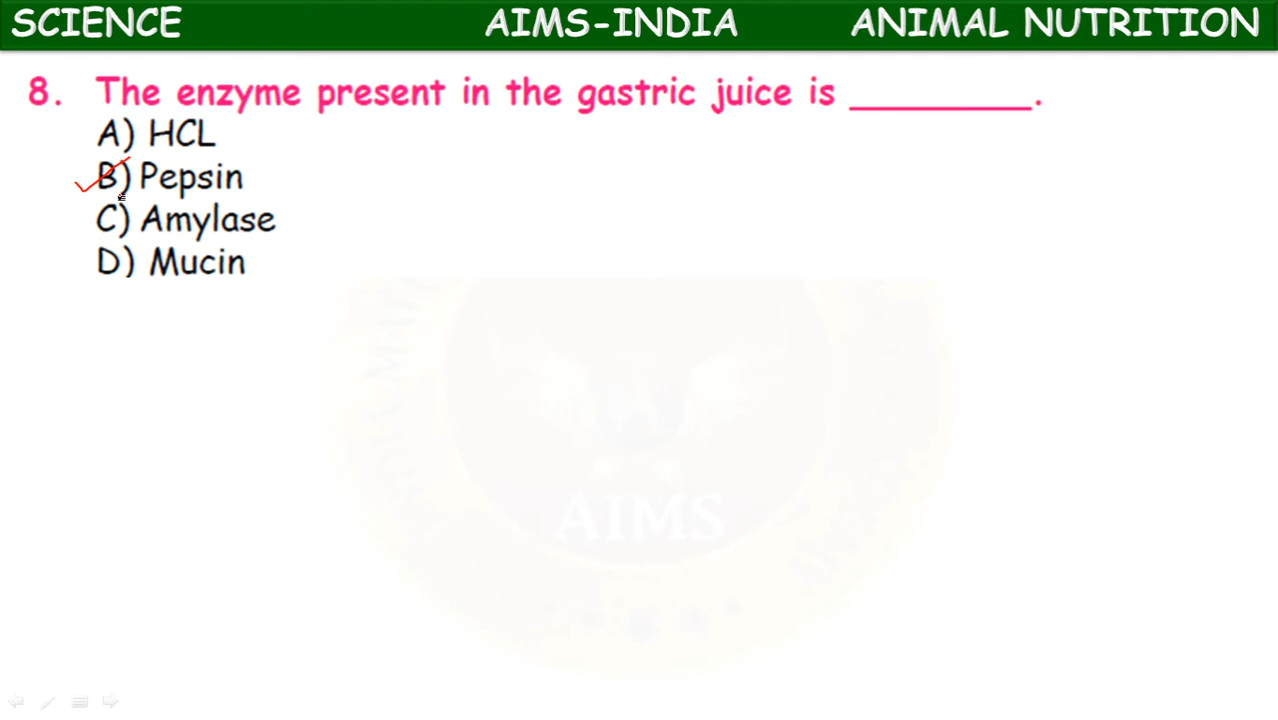 SCIENCE AIMS-INDIA ANIMAL NUTRITION
8. The enzyme present in the gastric juice is ________.
A) HCL
B) Pepsin
C) Amylase
D) Mucin
AIMS